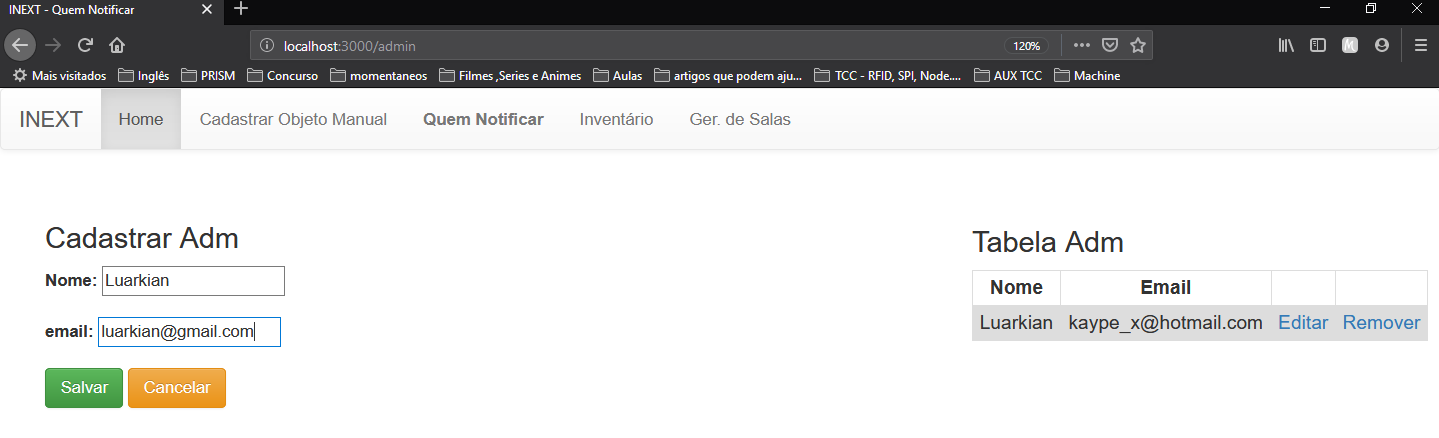 INEXT - Quem Notificar
localhost:3000/admin 120%
Mais visitados Inglês PRISM Concurso momentaneos Filmes ,Series e Animes Aulas artigos que podem aju... TCC - RFID, SPI, Node.... AUX TCC Machine
INEXT Home Cadastrar Objeto Manual Quem Notificar Inventário Ger. de Salas
Cadastrar Adm
Nome: Luarkian
email: luarkian@gmail.com
Salvar Cancelar
Tabela Adm
Nome Email
Luarkian kaype_x@hotmail.com Editar Remover